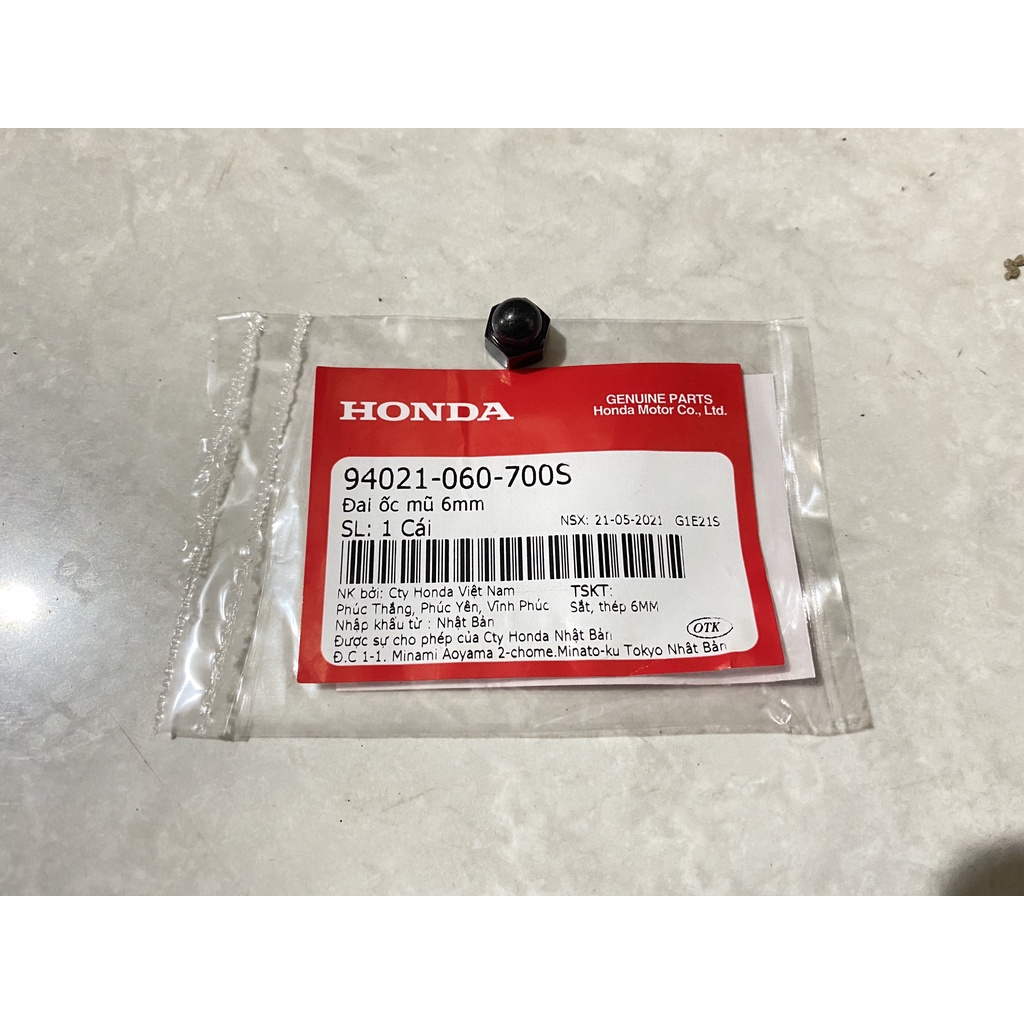 HONDA
GENUINE PARTS
Honda Motor Co., Ltd.
94021-060-700S
Đai ốc mũ 6mm
SL: 1 Cái
NSX: 21-05-2021 G1E21S
NK bởi: Cty Honda Việt Nam
Phúc Thắng, Phúc Yên, Vĩnh Phúc
TSKT:
Sắt, thép 6MM
Nhập khẩu từ : Nhật Bản
Được sự cho phép của Cty Honda Nhật Bản
OTK
Đ.C 1-1. Minami Aoyama 2-chome.Minato-ku Tokyo Nhật Bản